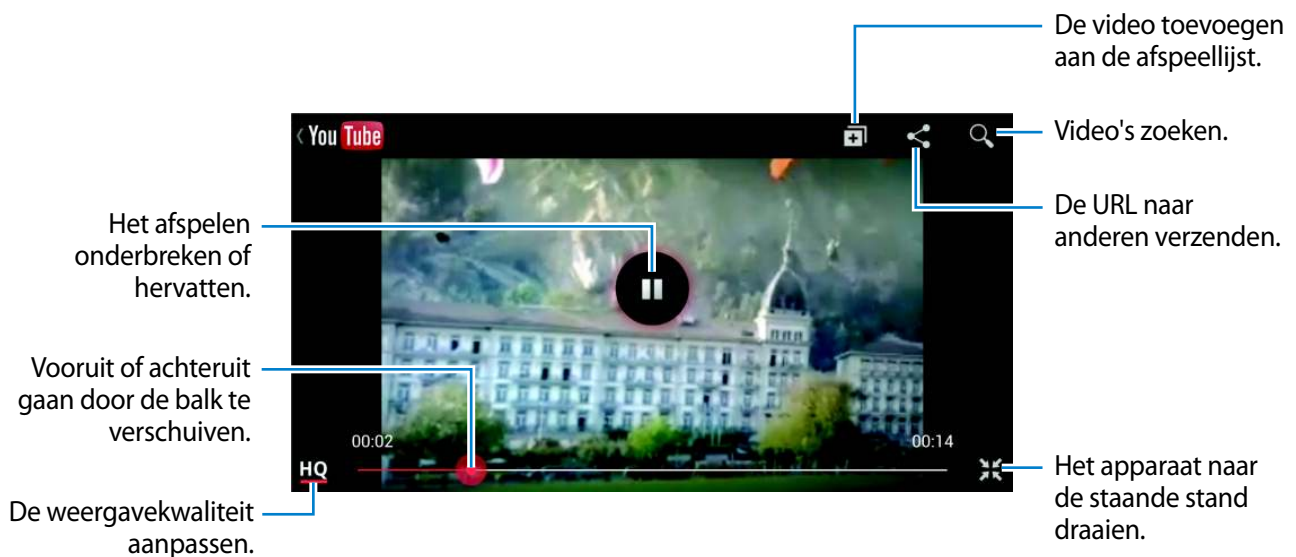 De video toevoegen
aan de afspeellijst.
You Tube
Video's zoeken.
De URL naar
anderen verzenden.
Het afspelen
onderbreken of
hervatten.
Vooruit of achteruit
gaan door de balk te
verschuiven.
00:02
00:14
HQ
Het apparaat naar
de staande stand
draaien.
De weergavekwaliteit
aanpassen.